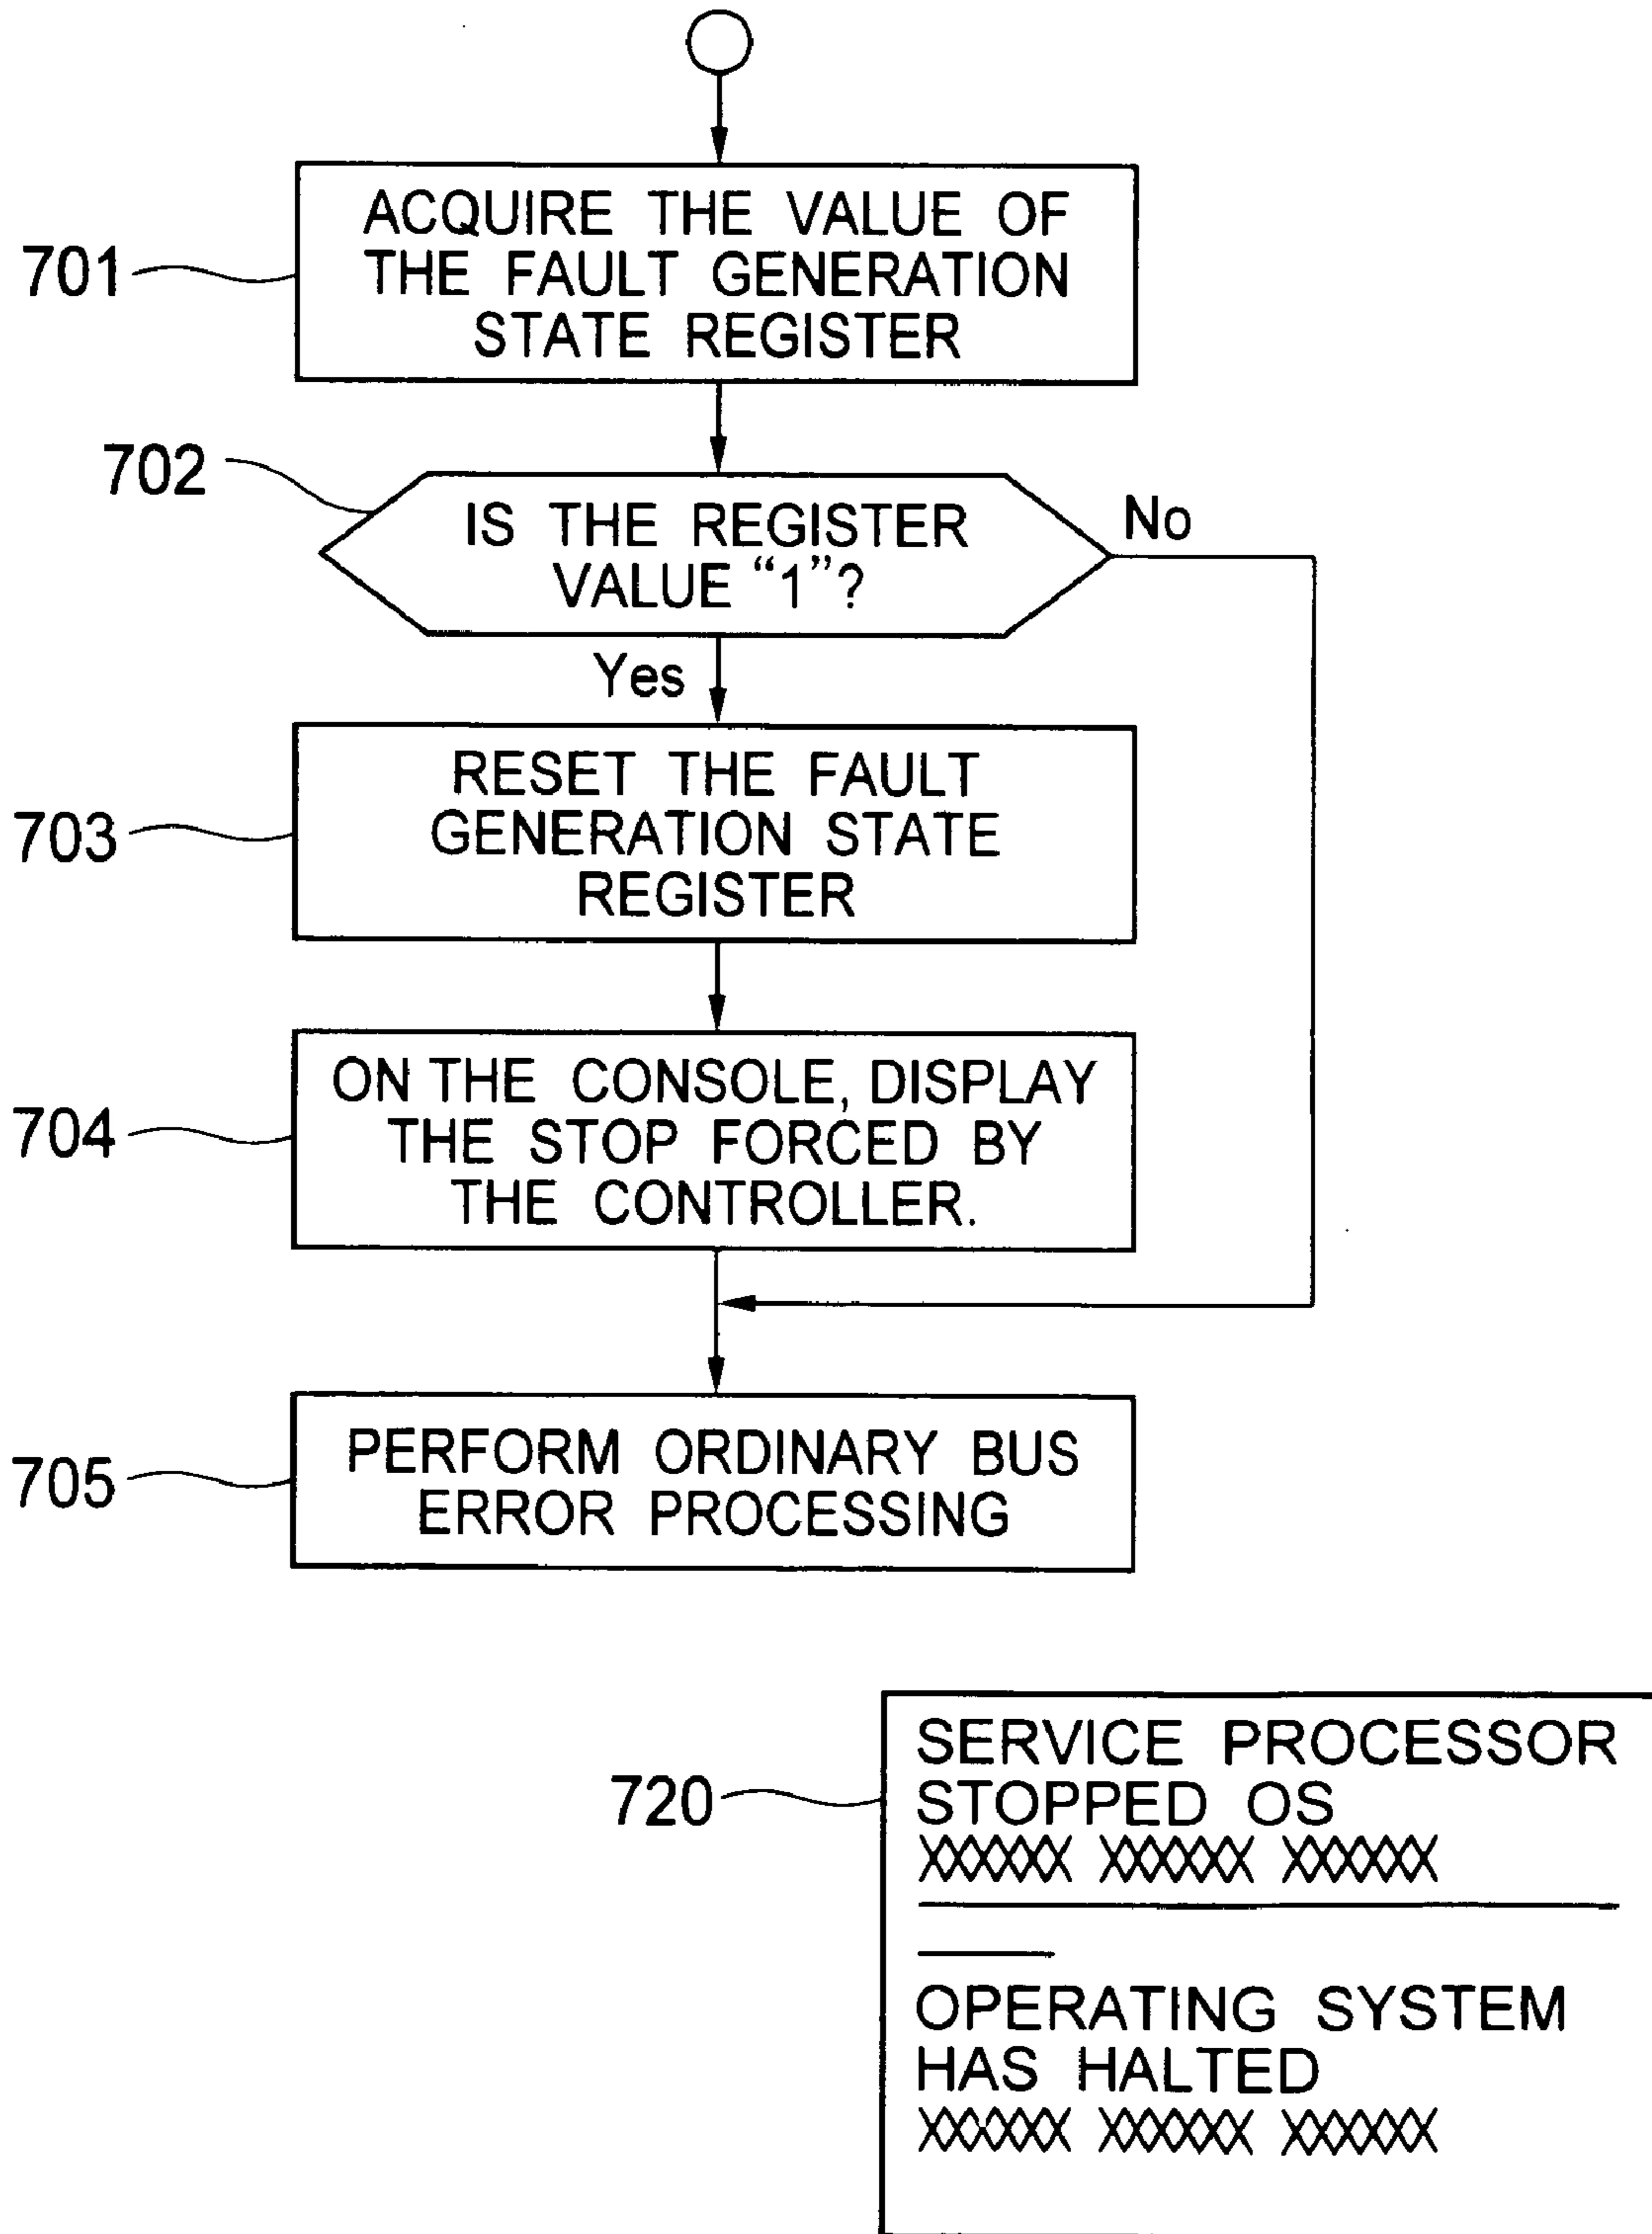 701
ACQUIRE THE VALUE OF
THE FAULT GENERATION
STATE REGISTER
702
IS THE REGISTER
VALUE “1”?
No
Yes
703
RESET THE FAULT
GENERATION STATE
REGISTER
704
ON THE CONSOLE, DISPLAY
THE STOP FORCED BY
THE CONTROLLER.
705
PERFORM ORDINARY BUS
ERROR PROCESSING
720
SERVICE PROCESSOR
STOPPED OS
XXXXX XXXXX XXXXX
OPERATING SYSTEM
HAS HALTED
XXXXX XXXXX XXXXX